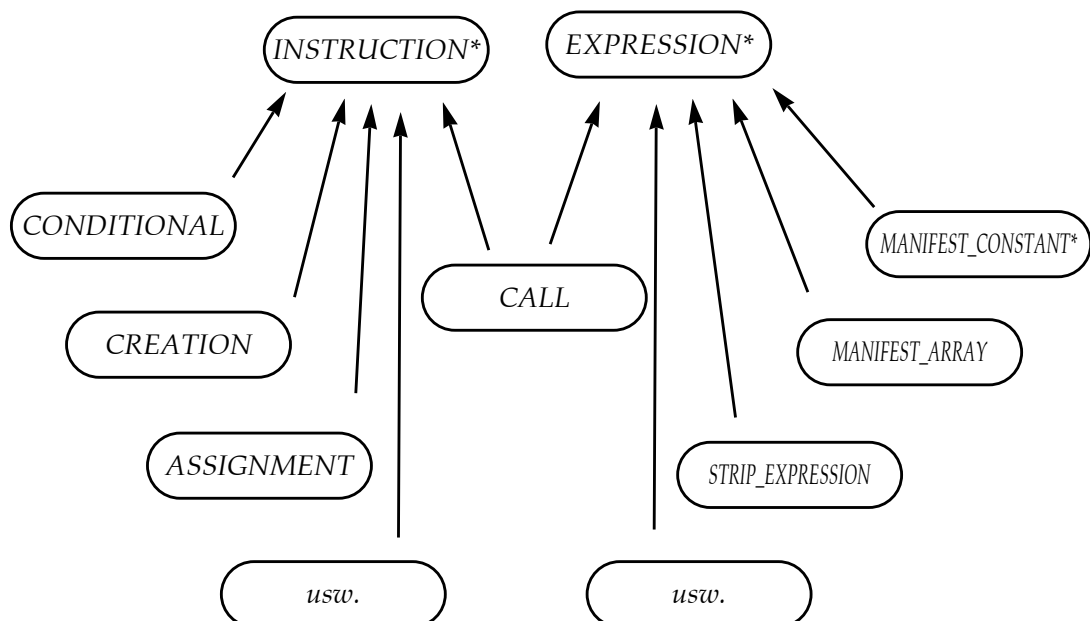 INSTRUCTION*
EXPRESSION*
CONDITIONAL
MANIFEST_CONSTANT*
CALL
CREATION
MANIFEST_ARRAY
ASSIGNMENT
STRIP_EXPRESSION
usw.
usw.